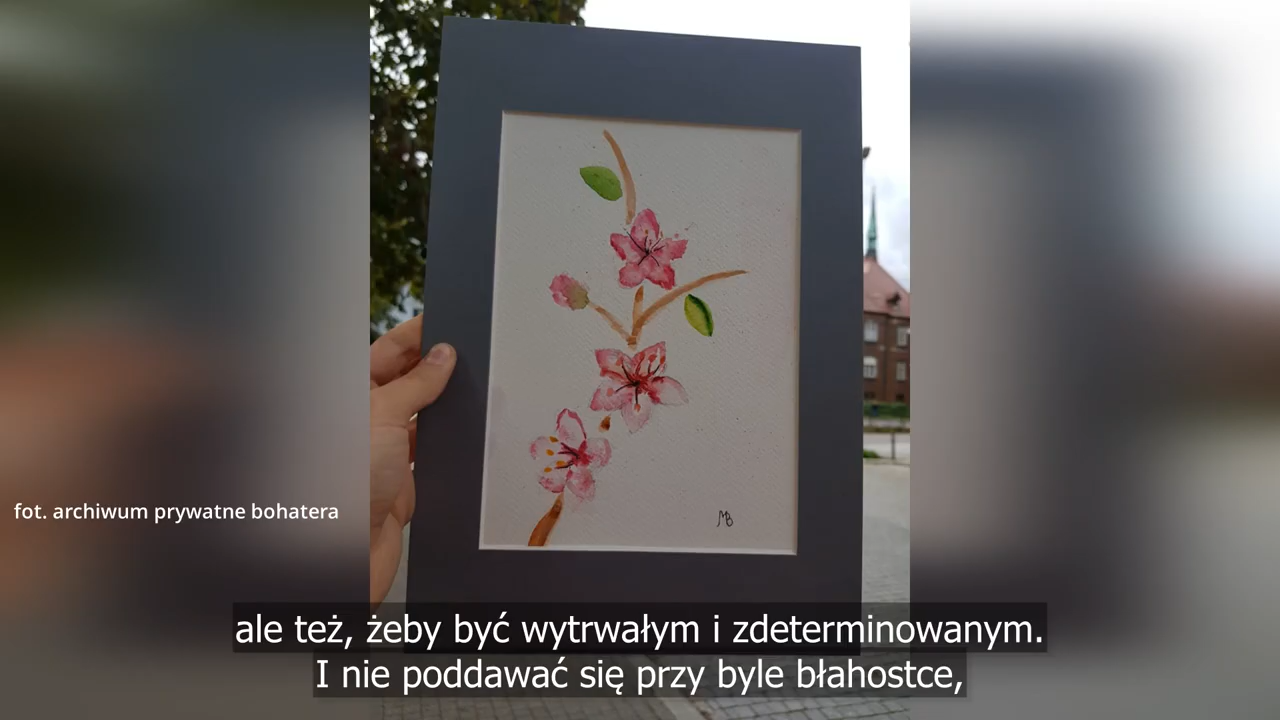 MB
fot. archiwum prywatne bohatera
ale też, żeby być wytrwałym i zdeterminowanym.
I nie poddawać się przy byle błahostce,